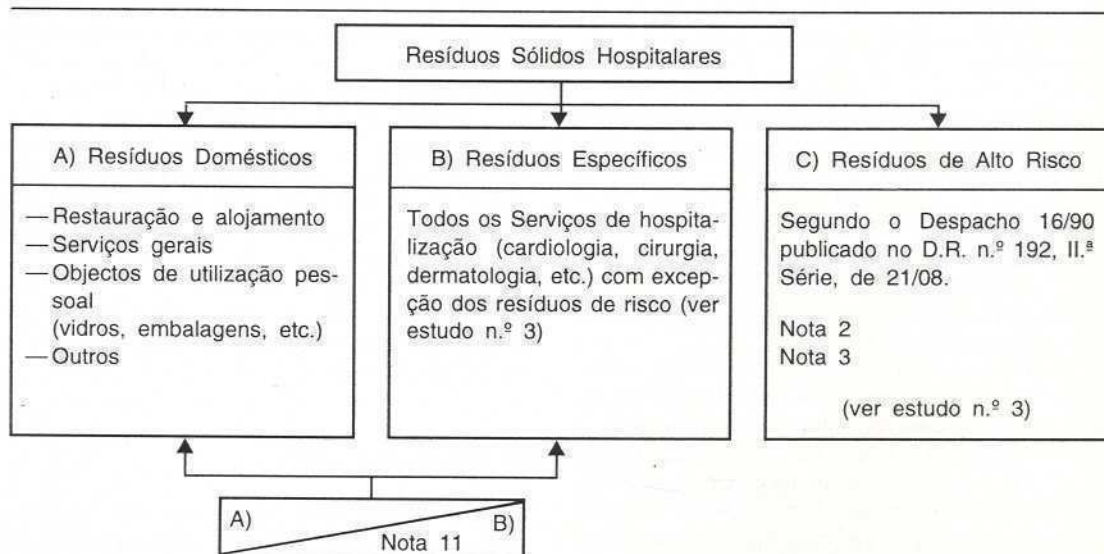 Resíduos Sólidos Hospitalares
A) Resíduos Domésticos
—Restauração e alojamento
—Serviços gerais
—Objectos de utilização pes-
soal
(vidros, embalagens, etc.)
—Outros
B) Resíduos Específicos
Todos os Serviços de hospita-
lização (cardiologia, cirurgia,
dermatologia, etc.) com excep-
ção dos resíduos de risco (ver
estudo n.º 3)
C) Resíduos de Alto Risco
Segundo o Despacho 16/90
publicado no D.R. n.º 192, II.ª
Série, de 21/08.
Nota 2
Nota 3
(ver estudo n.º 3)
A)
B)
Nota 11